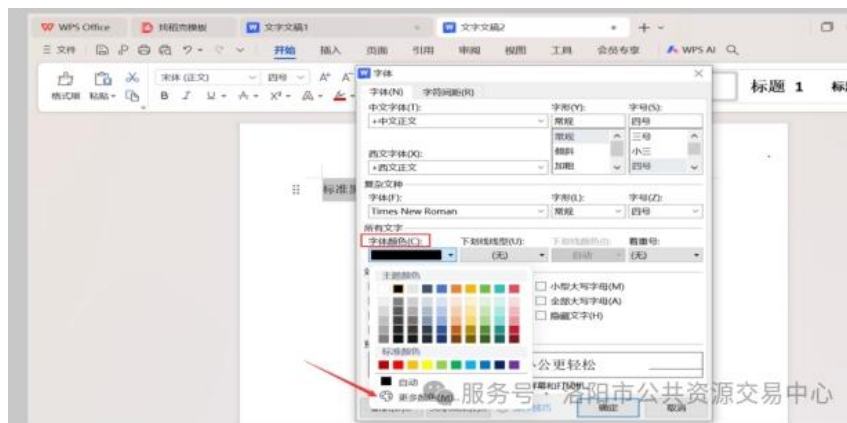 WPS Office 找稻壳模板 文字文稿1 文字文稿2
文件 开始 插入 页面 引用 审阅 视图 工具 会员专享 WPS AI
格式刷 粘贴 宋体 (正文) 四号 标题 1
字体
字体(N) 字符间距(R)
中文字体(T): 字形(Y): 字号(S):
+中文正文 常规 四号
常规 三号
倾斜 小三
西文字体(X):
+西文正文 加粗 四号
复杂文种
字体(F): 字形(L): 字号(Z):
Times New Roman 常规 四号
所有文字
字体颜色(C): 下划线线型(U): 下划线颜色(I): 着重号:
(无) 自动 (无)
主题颜色
小型大写字母(M)
全部大写字母(A)
隐藏文字(H)
标准颜色
公更轻松
自动
更多颜色(M)...
服务号 · 洛阳市公共资源交易中心
确定 取消